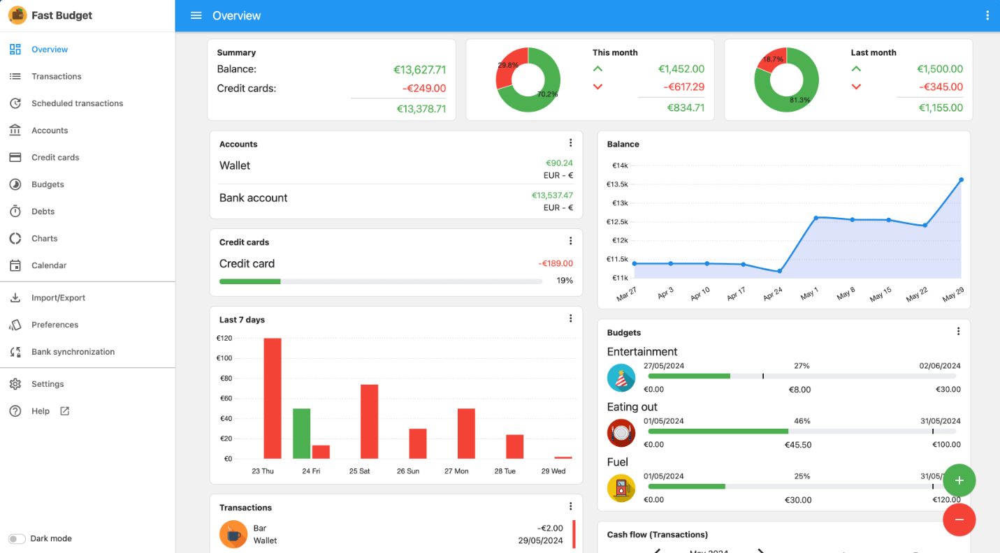 Fast Budget
Overview
Transactions
Scheduled transactions
Accounts
Credit cards
Budgets
Debts
Charts
Calendar
Import/Export
Preferences
Bank synchronization
Settings
Help
Dark mode
Overview
Summary
Balance: €13,627.71
Credit cards: -€249.00
€13,378.71
29.8%
70.2%
This month
€1,452.00
-€617.29
€834.71
18.7%
81.3%
Last month
€1,500.00
-€345.00
€1,155.00
Accounts
Wallet €90.24
EUR - €
Bank account €13,537.47
EUR - €
Credit cards
Credit card -€189.00
19%
Last 7 days
€120
€100
€80
€60
€40
€20
€0
23 Thu 24 Fri 25 Sat 26 Sun 27 Mon 28 Tue 29 Wed
Transactions
Bar -€2.00
Wallet 29/05/2024
Balance
€14k
€13.5k
€13k
€12.5k
€12k
€11.5k
€11k
Mar 27 Apr 3 Apr 10 Apr 17 Apr 24 May 1 May 8 May 15 May 22 May 29
Budgets
Entertainment
27/05/2024 27% 02/06/2024
€0.00 €8.00 €30.00
Eating out
01/05/2024 46% 31/05/2024
€0.00 €45.50 €100.00
Fuel
01/05/2024 25% 31/05/
€0.00 €30.00 €120.00
Cash flow (Transactions)
May 2024